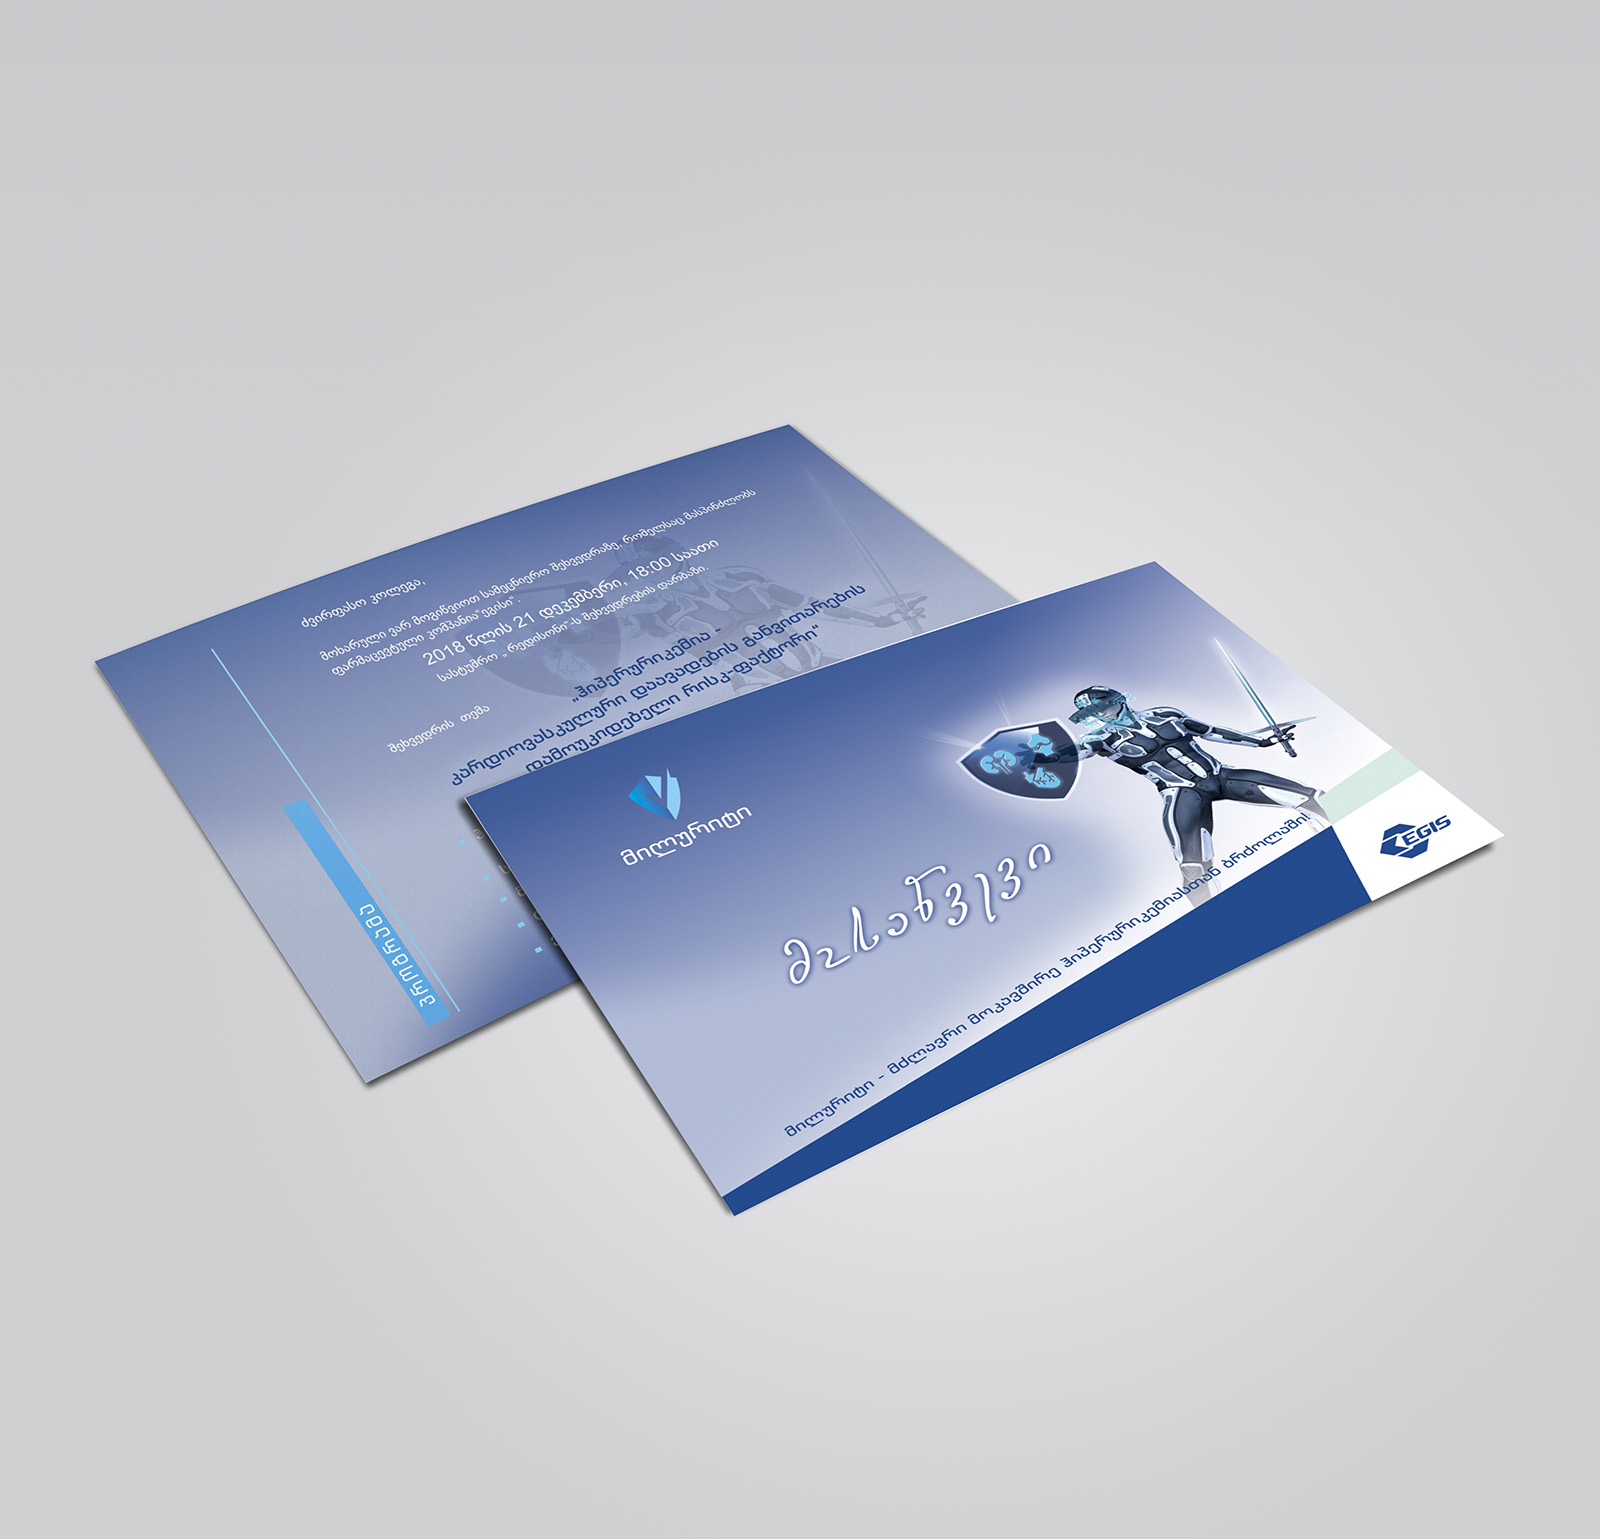 ძვირფასო კოლეგა,
მოხარული ვარ მოგიწვიოთ სამეცნიერო შეხვედრაზე, რომელსაც მასპინძლობს
ფარმაცევტული კომპანია“ეგისი“.
2018 წლის 21 დეკემბერი, 18:00 საათი
სასტუმრო „ რედისონი“-ს შეხვედრების დარბაზი.
შეხვედრის თემა
„ჰიპერურიკემია -
კარდიოვასკულური დაავადების განვითარების
დამოუკიდებელი რისკ-ფაქტორი“
პროგრამა
მილურიტი
მოსაწვევი
მილურიტი - მძლავრი მოკავშირე ჰიპერურიკემიასთან ბრძოლაში!
EGIS